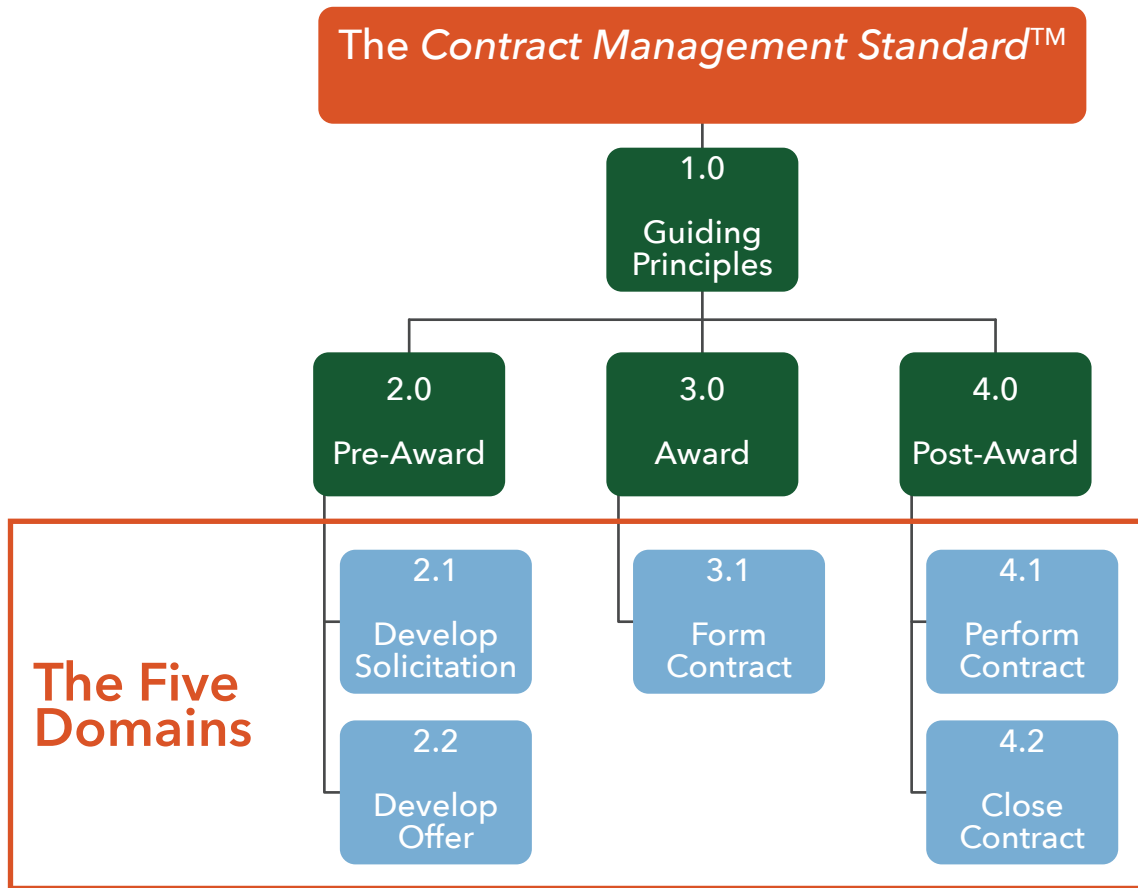 The Contract Management Standard™
1.0
Guiding
Principles
2.0
Pre-Award
3.0
Award
4.0
Post-Award
The Five
Domains
2.1
Develop
Solicitation
2.2
Develop
Offer
3.1
Form
Contract
4.1
Perform
Contract
4.2
Close
Contract